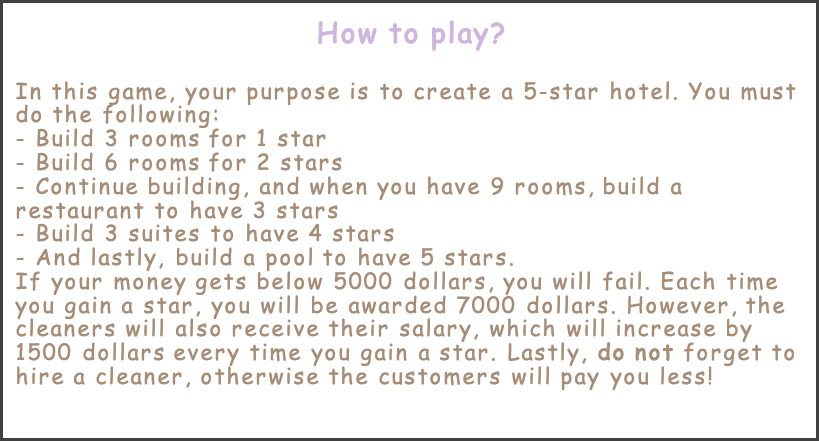 How to play?
In this game, your purpose is to create a 5-star hotel. You must
do the following:
- Build 3 rooms for 1 star
- Build 6 rooms for 2 stars
- Continue building, and when you have 9 rooms, build a
restaurant to have 3 stars
- Build 3 suites to have 4 stars
- And lastly, build a pool to have 5 stars.
If your money gets below 5000 dollars, you will fail. Each time
you gain a star, you will be awarded 7000 dollars. However, the
cleaners will also receive their salary, which will increase by
1500 dollars every time you gain a star. Lastly, do not forget to
hire a cleaner, otherwise the customers will pay you less!